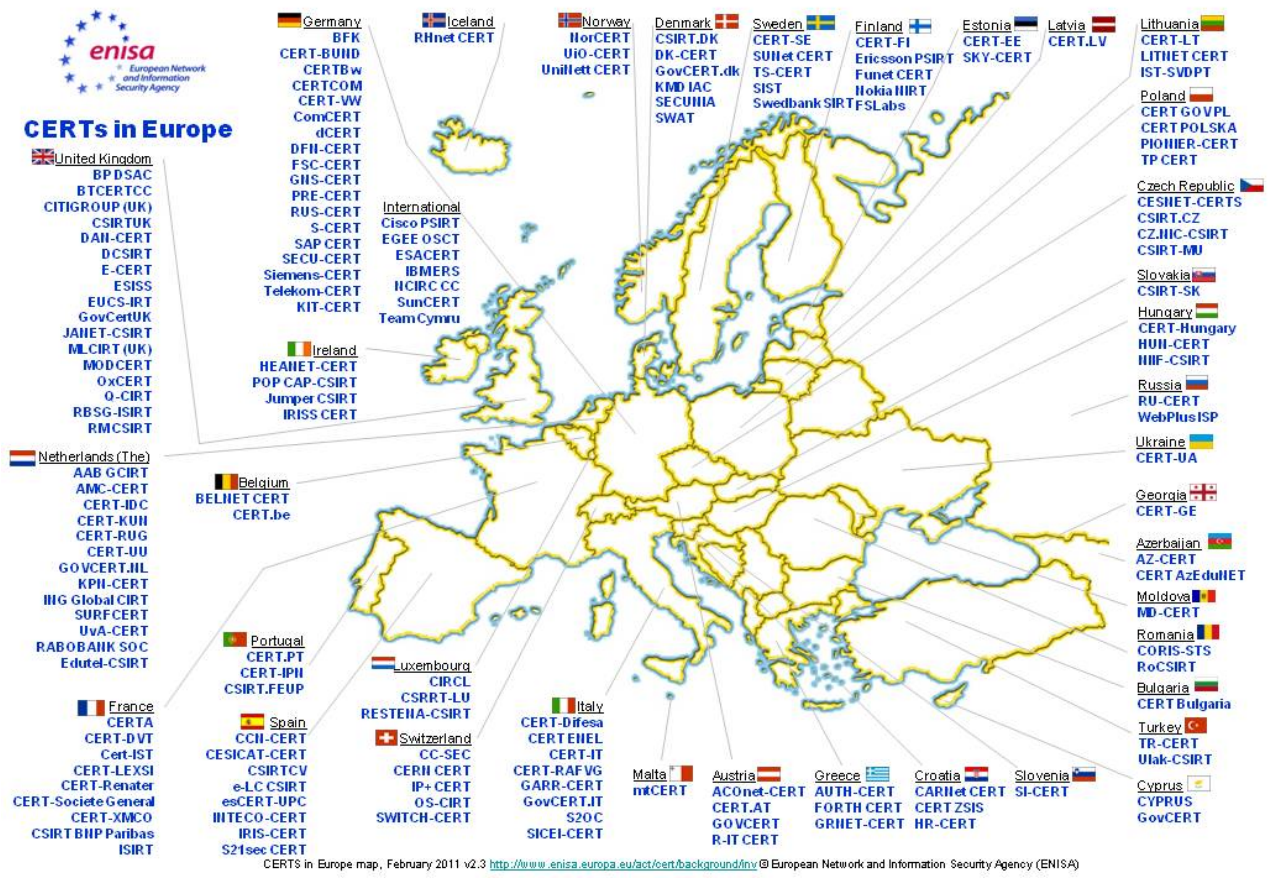 enisa
European Network
and Information
Security Agency
CERTs in Europe
United Kingdom
BP DSAC
BTCERTCC
CITIGROUP (UK)
CSIRTUK
DAN-CERT
DCSIRT
E-CERT
ESISS
EUCS-IRT
GovCertUK
JANET-CSIRT
MLCIRT (UK)
MODCERT
OxCERT
Q-CIRT
RBSG-ISIRT
RMCSIRT
Netherlands (The)
AAB GCIRT
AMC-CERT
CERT-IDC
CERT-KUN
CERT-RUG
CERT-UU
GOVCERT.NL
KPN-CERT
ING Global CIRT
SURFCERT
UvA-CERT
RABOBANK SOC
Edutel-CSIRT
France
CERTA
CERT-DVT
Cert-IST
CERT-LEXSI
CERT-Renater
CERT-Societe General
CERT-XMCO
CSIRT BNP Paribas
ISIRT
Germany
BFK
CERT-BUND
CERTBw
CERTCOM
CERT-VW
ComCERT
dCERT
DFN-CERT
FSC-CERT
GNS-CERT
PRE-CERT
RUS-CERT
S-CERT
SAP CERT
SECU-CERT
Siemens-CERT
Telekom-CERT
KIT-CERT
Iceland
RHnet CERT
International
Cisco PSIRT
EGEE OSCT
ESACERT
IBMERS
NCIRC CC
SunCERT
Team Cymru
Ireland
HEANET-CERT
POP CAP-CSIRT
Jumper CSIRT
IRISS CERT
Belgium
BELNET CERT
CERT.be
Portugal
CERT.PT
CERT-IPN
CSIRT.FEUP
Spain
CCN-CERT
CESICAT-CERT
CSIRTCV
e-LC CSIRT
esCERT-UPC
INTECO-CERT
IRIS-CERT
S21sec CERT
Luxembourg
CIRCL
CSRRT-LU
RESTENA-CSIRT
Switzerland
CC-SEC
CERN CERT
IP+ CERT
OS-CIRT
SWITCH-CERT
Italy
CERT-Difesa
CERT ENEL
CERT-IT
CERT-RAFVG
GARR-CERT
GovCERT.IT
S2OC
SICEI-CERT
Norway
NorCERT
UiO-CERT
UniNett CERT
Denmark
CSIRT.DK
DK-CERT
GovCERT.dk
KMD IAC
SECUNIA
SWAT
Sweden
CERT-SE
SUNet CERT
TS-CERT
SIST
Swedbank SIRT
Finland
CERT-FI
Ericsson PSIRT
Funet CERT
Nokia NIRT
FSLabs
Estonia
CERT-EE
SKY-CERT
Latvia
CERT.LV
Lithuania
CERT-LT
LITNET CERT
IST-SVDPT
Poland
CERT GOVPL
CERT POLSKA
PIONIER-CERT
TP CERT
Czech Republic
CESNET-CERTS
CSIRT.CZ
CZ.NIC-CSIRT
CSIRT-MU
Slovakia
CSIRT-SK
Hungary
CERT-Hungary
HUN-CERT
NIIF-CSIRT
Russia
RU-CERT
WebPlus ISP
Ukraine
CERT-UA
Georgia
CERT-GE
Azerbaijan
AZ-CERT
CERT AzEduNET
Moldova
MD-CERT
Romania
CORIS-STS
RoCSIRT
Bulgaria
CERT Bulgaria
Turkey
TR-CERT
Ulak-CSIRT
Cyprus
CYPRUS
GovCERT
Malta
mtCERT
Austria
ACOnet-CERT
CERT.AT
GOVCERT
R-IT CERT
Greece
AUTH-CERT
FORTH CERT
GRNET-CERT
Croatia
CARNet CERT
CERT ZSIS
HR-CERT
Slovenia
SI-CERT
CERTS in Europe map, February 2011 v2.3 http://www.enisa.europa.eu/act/cert/background/inv © European Network and Information Security Agency (ENISA)